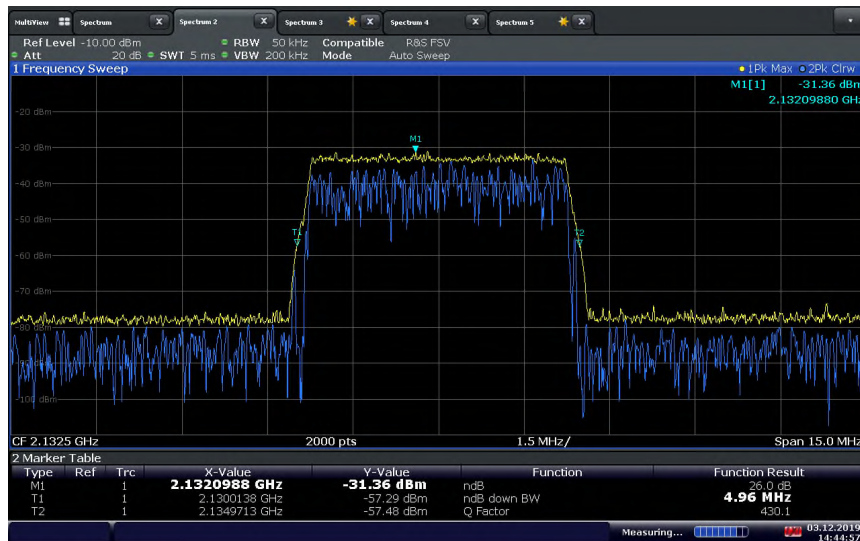 MultiView Spectrum X Spectrum 2 X Spectrum 3 X Spectrum 4 X Spectrum 5 X
Ref Level -10.00 dBm RBW 50 kHz Compatible R&S FSV
Att 20 dB SWT 5 ms VBW 200 kHz Mode Auto Sweep
1 Frequency Sweep 1Pk Max 2Pk Clrw
M1[1] -31.36 dBm
2.13209880 GHz
-20 dBm
M1
-30 dBm
-40 dBm
-50 dBm
T1 T2
-60 dBm
-70 dBm
-80 dBm
-90 dBm
-100 dBm
CF 2.1325 GHz 2000 pts 1.5 MHz/ Span 15.0 MHz
2 Marker Table
Type Ref Trc X-Value Y-Value Function Function Result
M1 1 2.1320988 GHz -31.36 dBm ndB 26.0 dB
T1 1 2.1300138 GHz -57.29 dBm ndB down BW 4.96 MHz
T2 1 2.1349713 GHz -57.48 dBm Q Factor 430.1
Measuring... 03.12.2019
14:44:57